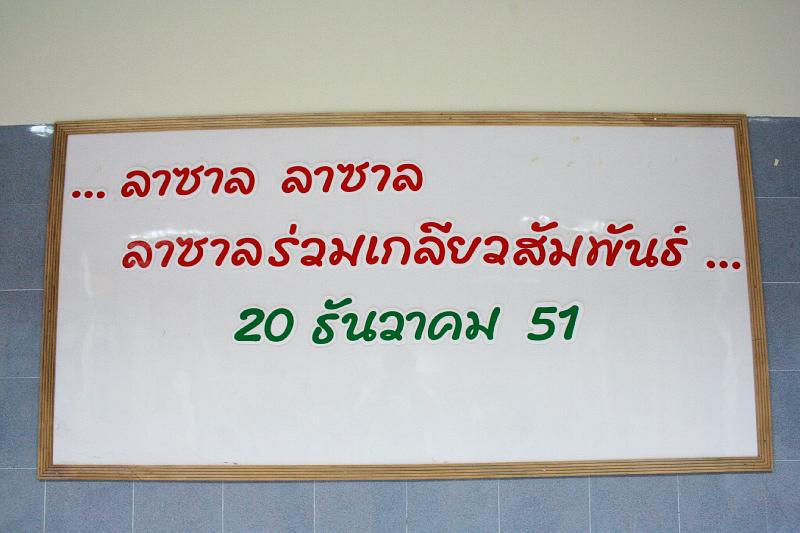 ... ลาซาล ลาซาล
ลาซาลร่วมเกลียวสัมพันธ์ ...
20 ธันวาคม 51